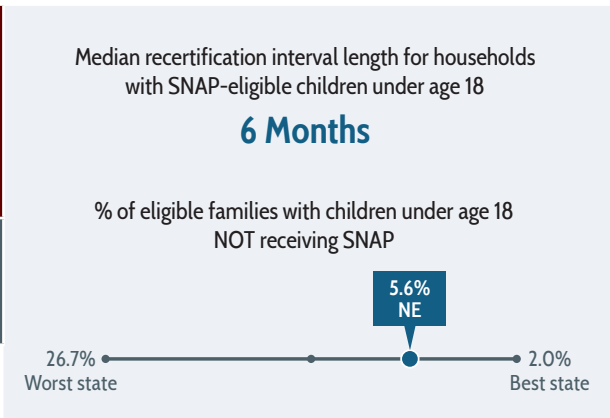 Median recertification interval length for households
with SNAP-eligible children under age 18
6 Months
% of eligible families with children under age 18
NOT receiving SNAP
5.6%
NE
26.7%
Worst state
2.0%
Best state